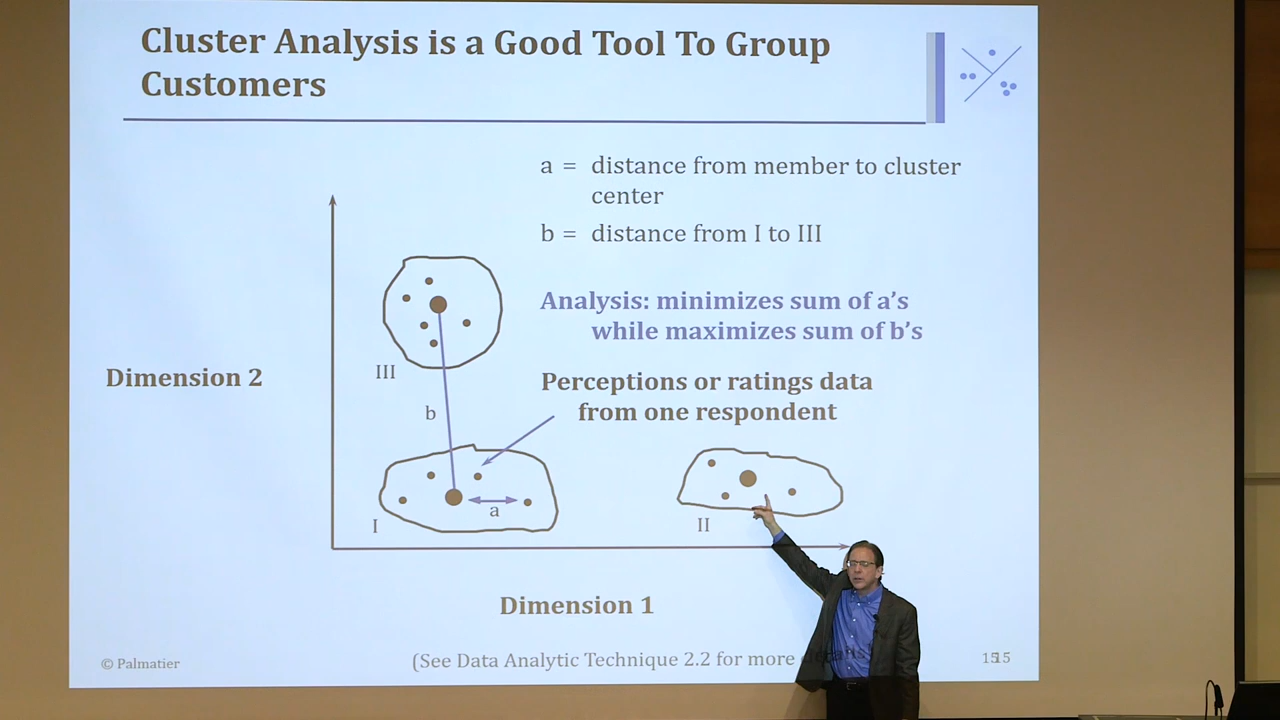 Cluster Analysis is a Good Tool To Group
Customers
a = distance from member to cluster
center
b = distance from I to III
Analysis: minimizes sum of a's
while maximizes sum of b's
Perceptions or ratings data
from one respondent
Dimension 2
III
b
a
I
II
Dimension 1
© Palmatier
(See Data Analytic Technique 2.2 for more details)